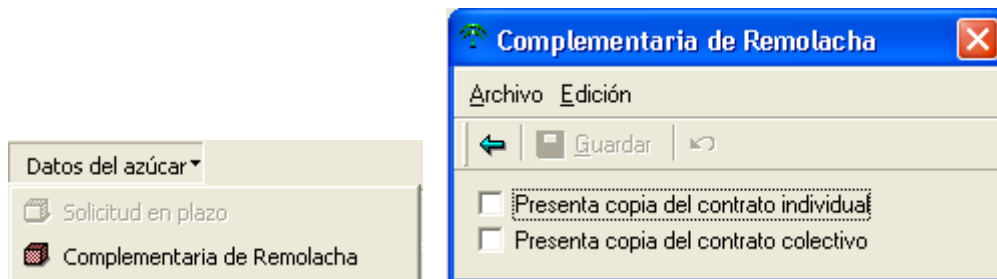 Datos del azúcar
Solicitud en plazo
Complementaria de Remolacha
Complementaria de Remolacha
Archivo Edición
Guardar
Presenta copia del contrato individual
Presenta copia del contrato colectivo